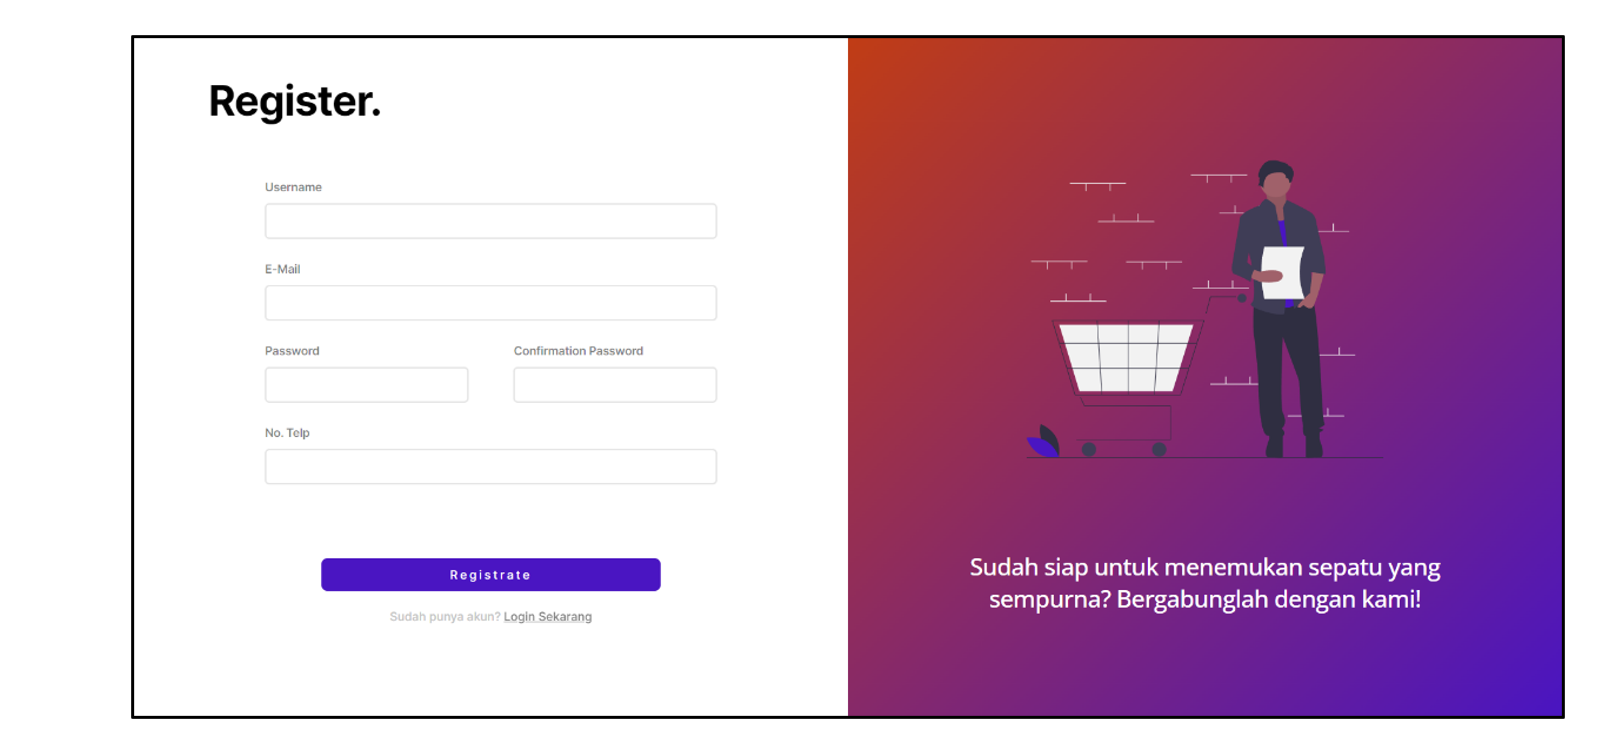 Register.
Username
E-Mail
Password
Confirmation Password
No. Telp
Registrate
Sudah punya akun? Login Sekarang
Sudah siap untuk menemukan sepatu yang
sempurna? Bergabunglah dengan kami!